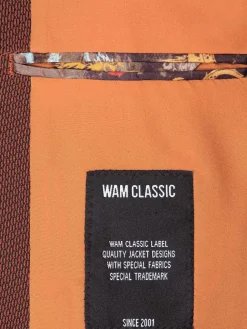 WAM CLASSIC
WAM CLASSIC LABEL
QUALITY JACKET DESIGNS
WITH SPECIAL FABRICS
SPECIAL TRADEMARK
SINCE 2001